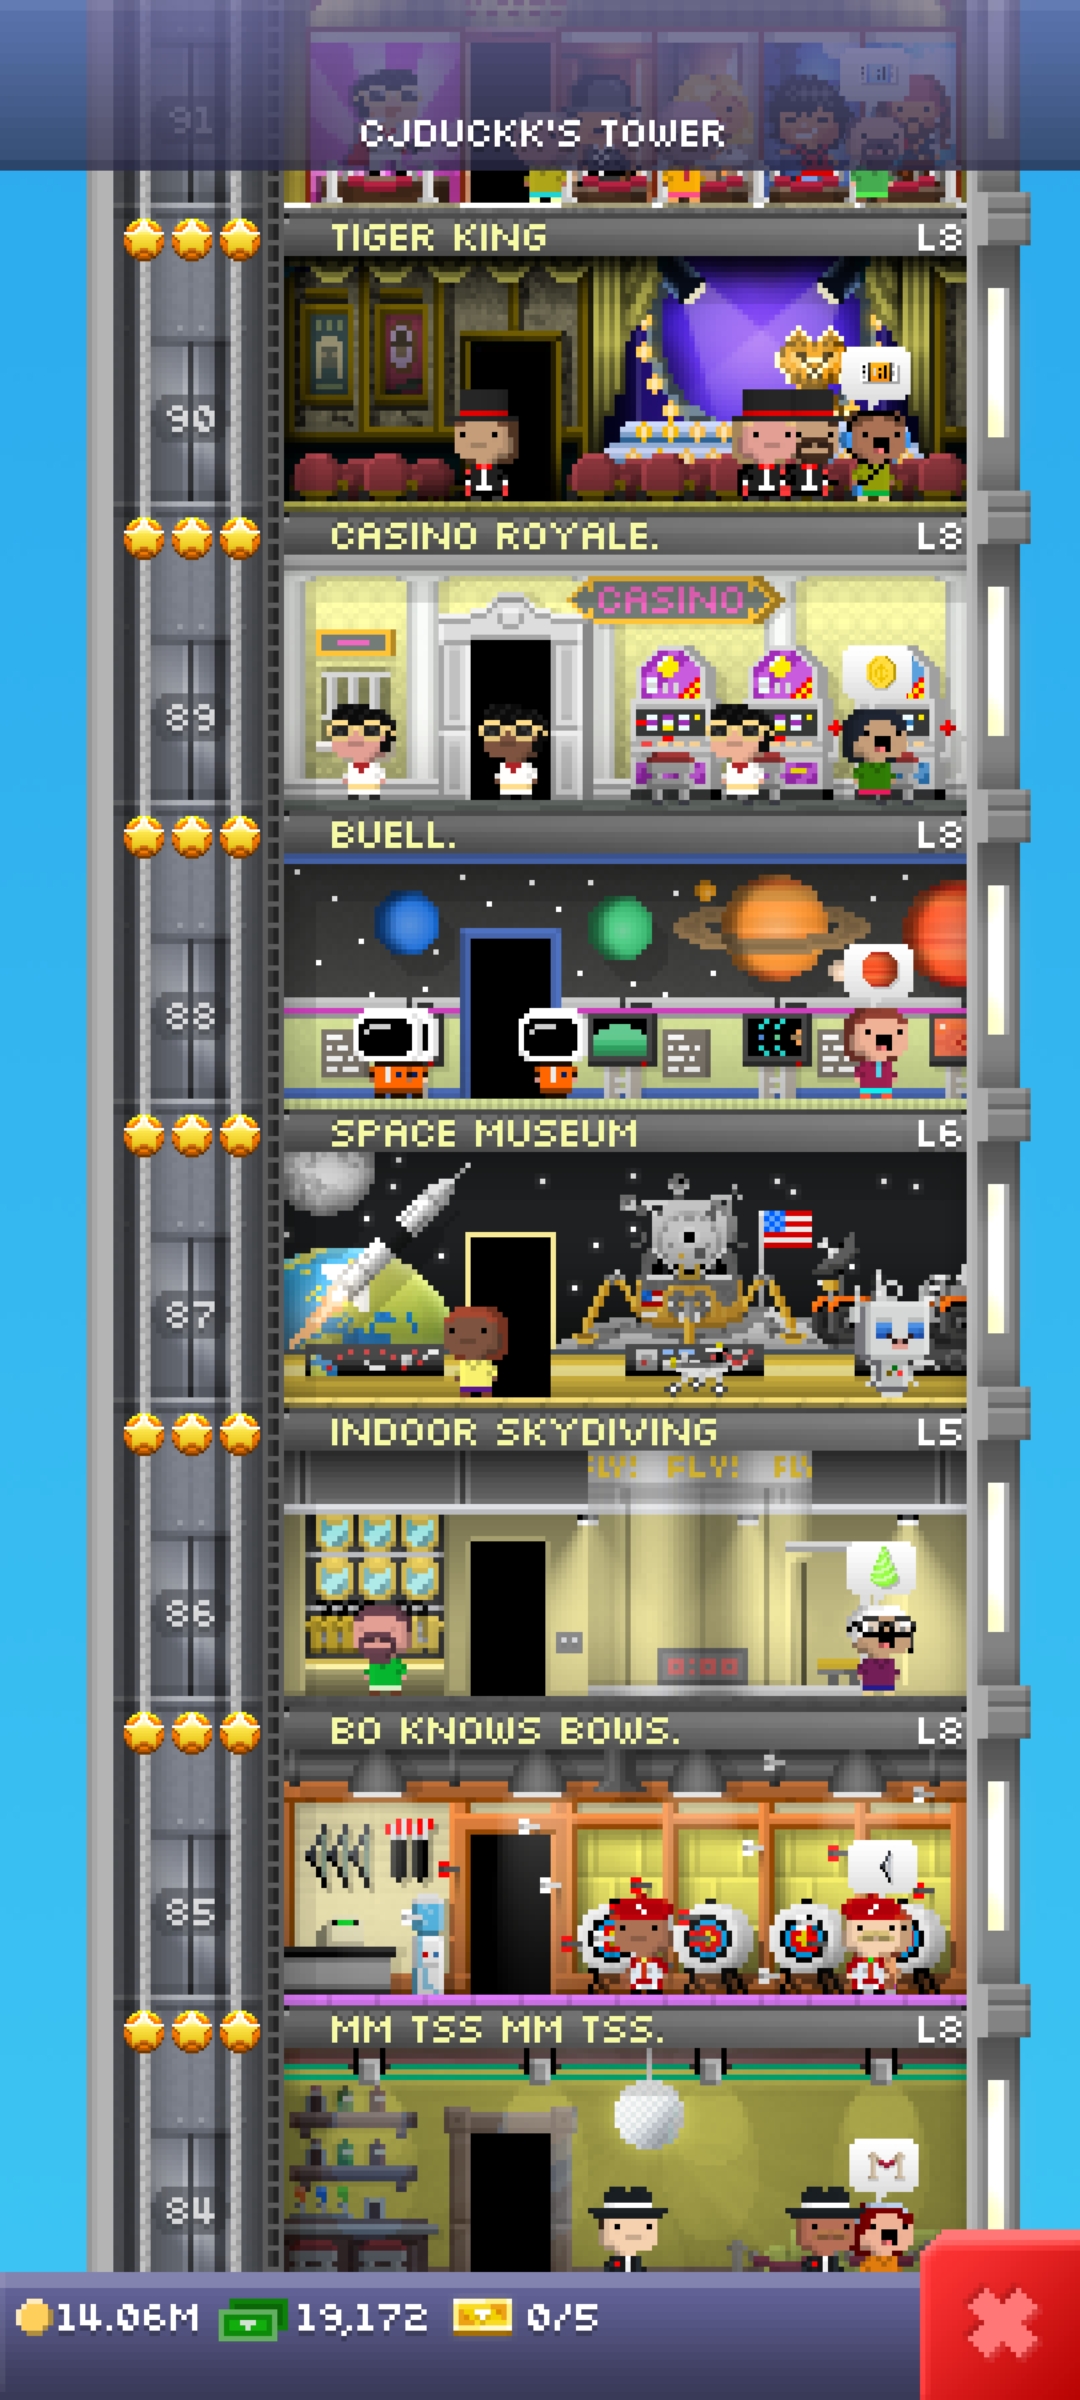 91
CJDUCKK'S TOWER
TIGER KING L8
90
CASINO ROYALE. L8
CASINO
89
BUELL. L8
88
SPACE MUSEUM L6
87
INDOOR SKYDIVING L5
FLY! FLY! FLY
86
0:00
BO KNOWS BOWS. L8
85
MM TSS MM TSS. L8
M
84
14.06M 19,172 0/5